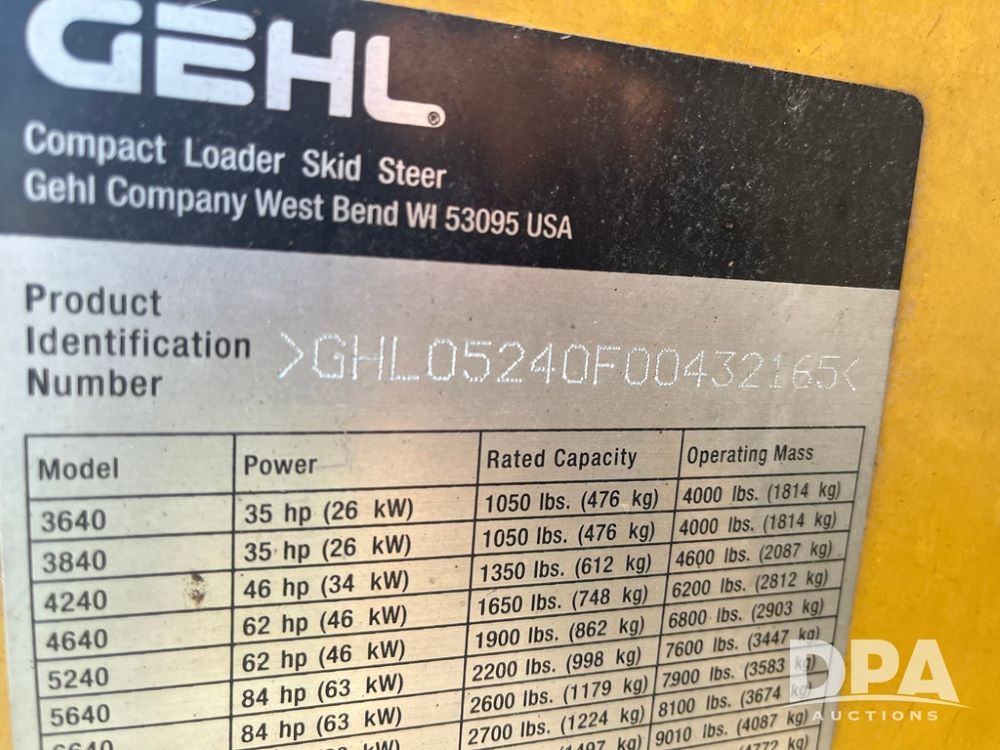 GEHL®
Compact Loader Skid Steer
Gehl Company West Bend WI 53095 USA
Product
Identification
Number
>GHL05240F00432165<
Model Power Rated Capacity Operating Mass
3640 35 hp (26 kW) 1050 lbs. (476 kg) 4000 lbs. (1814 kg)
3840 35 hp (26 kW) 1050 lbs. (476 kg) 4000 lbs. (1814 kg)
4240 46 hp (34 kW) 1350 lbs. (612 kg) 4600 lbs. (2087 kg)
4640 62 hp (46 kW) 1650 lbs. (748 kg) 6200 lbs. (2812 kg)
5240 62 hp (46 kW) 1900 lbs. (862 kg) 6800 lbs. (2903 kg)
5640 84 hp (63 kW) 2200 lbs. (998 kg) 7600 lbs. (3447 kg)
6640 84 hp (63 kW) 2600 lbs. (1179 kg) 7900 lbs. (3583 kg)
2700 lbs. (1224 kg) 8100 lbs. (3674 kg)
9010 lbs. (4087 kg)
DPA
AUCTIONS